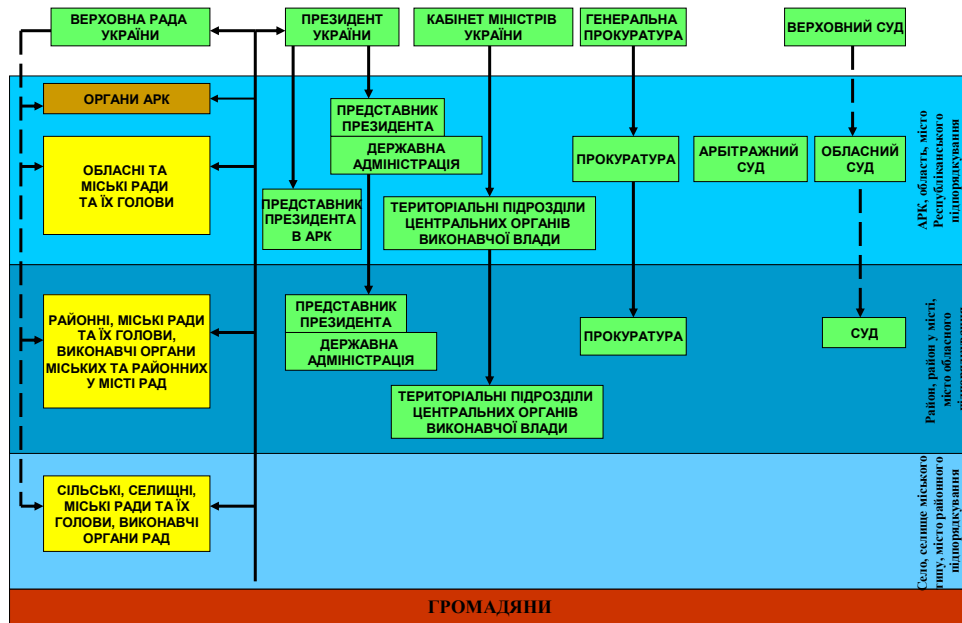 ВЕРХОВНА РАДА
УКРАЇНИ
ПРЕЗИДЕНТ
УКРАЇНИ
КАБІНЕТ МІНІСТРІВ
УКРАЇНИ
ГЕНЕРАЛЬНА
ПРОКУРАТУРА
ВЕРХОВНИЙ СУД
ОРГАНИ АРК
ОБЛАСНІ ТА
МІСЬКІ РАДИ
ТА ЇХ ГОЛОВИ
ПРЕДСТАВНИК
ПРЕЗИДЕНТА
В АРК
ПРЕДСТАВНИК
ПРЕЗИДЕНТА
ДЕРЖАВНА
АДМІНІСТРАЦІЯ
ТЕРИТОРІАЛЬНІ ПІДРОЗДІЛИ
ЦЕНТРАЛЬНИХ ОРГАНІВ
ВИКОНАВЧОЇ ВЛАДИ
ПРОКУРАТУРА
АРБІТРАЖНИЙ
СУД
ОБЛАСНИЙ
СУД
АРК, область, місто
Республіканського
підпорядкування
РАЙОННІ, МІСЬКІ РАДИ
ТА ЇХ ГОЛОВИ,
ВИКОНАВЧІ ОРГАНИ
МІСЬКИХ ТА РАЙОННИХ
У МІСТІ РАД
ПРЕДСТАВНИК
ПРЕЗИДЕНТА
ДЕРЖАВНА
АДМІНІСТРАЦІЯ
ТЕРИТОРІАЛЬНІ ПІДРОЗДІЛИ
ЦЕНТРАЛЬНИХ ОРГАНІВ
ВИКОНАВЧОЇ ВЛАДИ
ПРОКУРАТУРА
СУД
Район, район у місті,
місто обласного
СІЛЬСЬКІ, СЕЛИЩНІ,
МІСЬКІ РАДИ ТА ЇХ
ГОЛОВИ, ВИКОНАВЧІ
ОРГАНИ РАД
Село, селище міського
типу, місто районного
підпорядкування
ГРОМАДЯНИ